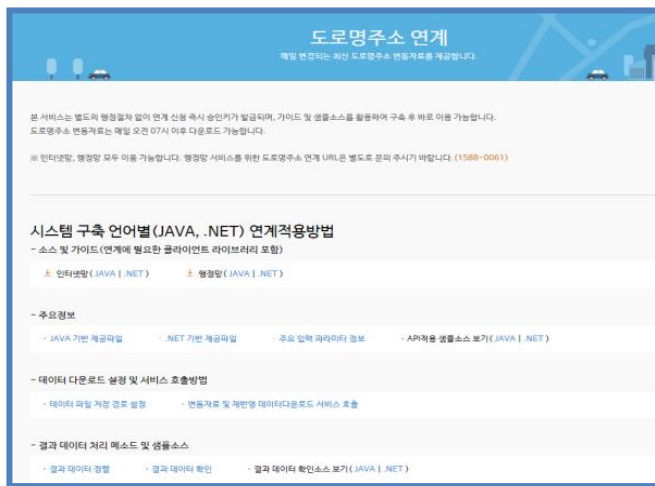 도로명주소 연계
매일 변경되는 최신 도로명주소 변동자료를 제공합니다.
본 서비스는 별도의 행정절차 없이 연계 신청 즉시 승인키가 발급되며, 가이드 및 샘플소스를 활용하여 구축 후 바로 이용 가능합니다.
도로명주소 변동자료는 매일 오전 07시 이후 다운로드 가능합니다.
※ 인터넷망, 행정망 모두 이용 가능합니다. 행정망 서비스를 위한 도로명주소 연계 URL은 별도로 문의 주시기 바랍니다. (1588-0061)
시스템 구축 언어별(JAVA, .NET) 연계적용방법
- 소스 및 가이드(연계에 필요한 클라이언트 라이브러리 포함)
인터넷망( JAVA | .NET ) 행정망( JAVA | .NET )
- 주요정보
· JAVA 기반 제공파일 · .NET 기반 제공파일 · 주요 입력 파라미터 정보 · API적용 샘플소스 보기( JAVA | .NET )
- 데이터 다운로드 설정 및 서비스 호출방법
· 데이터 파일 저장 경로 설정 · 변동자료 및 재반영 데이터다운로드 서비스 호출
- 결과 데이터 처리 메소드 및 샘플소스
· 결과 데이터 정렬 · 결과 데이터 확인 · 결과 데이터 확인소스 보기( JAVA | .NET )